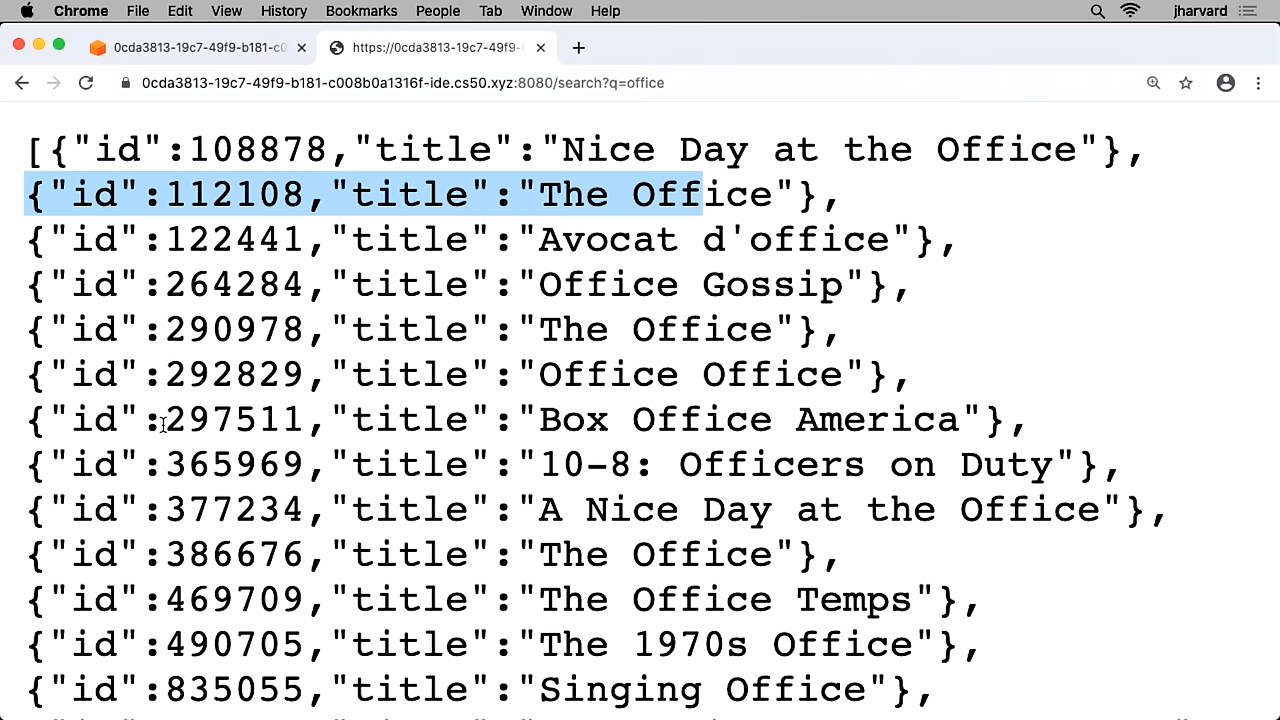 Chrome File Edit View History Bookmarks People Tab Window Help jharvard
0cda3813-19c7-49f9-b181-c0 https://0cda3813-19c7-49f9-
0cda3813-19c7-49f9-b181-c008b0a1316f-ide.cs50.xyz:8080/search?q=office
[{"id":108878,"title":"Nice Day at the Office"},
{"id":112108,"title":"The Office"},
{"id":122441,"title":"Avocat d'office"},
{"id":264284,"title":"Office Gossip"},
{"id":290978,"title":"The Office"},
{"id":292829,"title":"Office Office"},
{"id":297511,"title":"Box Office America"},
{"id":365969,"title":"10-8: Officers on Duty"},
{"id":377234,"title":"A Nice Day at the Office"},
{"id":386676,"title":"The Office"},
{"id":469709,"title":"The Office Temps"},
{"id":490705,"title":"The 1970s Office"},
{"id":835055,"title":"Singing Office"},